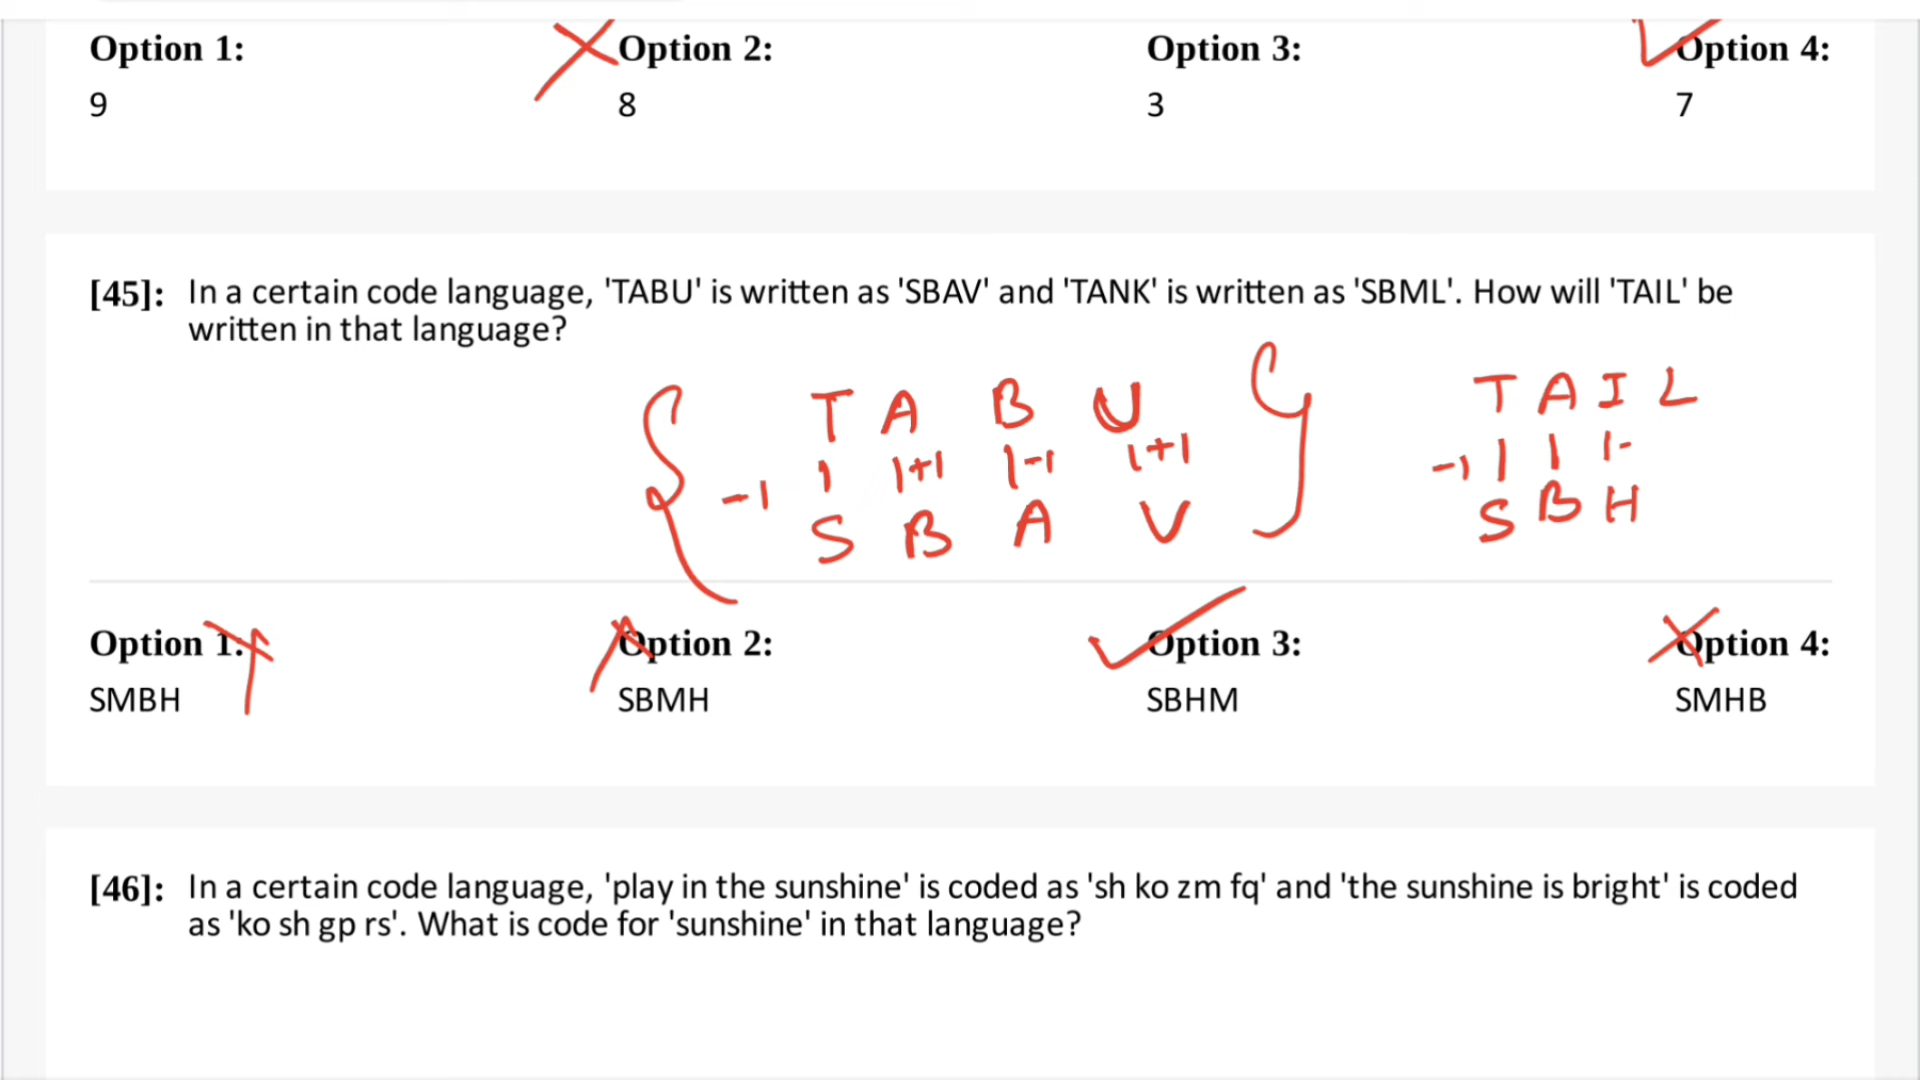 Option 1: Option 2: Option 3: Option 4:
9 8 3 7
[45]: In a certain code language, 'TABU' is written as 'SBAV' and 'TANK' is written as 'SBML'. How will 'TAIL' be
written in that language?
T A B U T A I L
-1 | |+1 |-1 |+1 -1 | | |-
S B A V S B H
Option 1: Option 2: Option 3: Option 4:
SMBH SBMH SBHM SMHB
[46]: In a certain code language, 'play in the sunshine' is coded as 'sh ko zm fq' and 'the sunshine is bright' is coded
as 'ko sh gp rs'. What is code for 'sunshine' in that language?